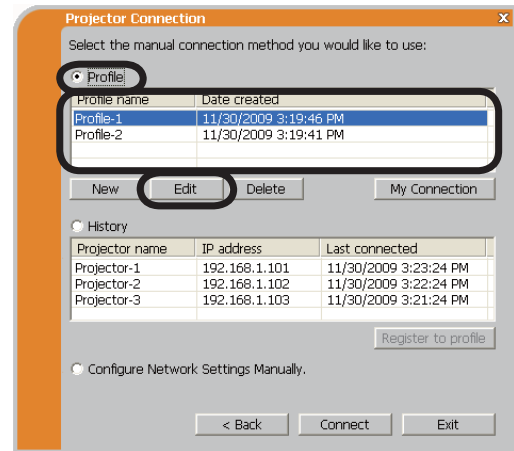 Projector Connection X
Select the manual connection method you would like to use:
Profile
Profile name Date created
Profile-1 11/30/2009 3:19:46 PM
Profile-2 11/30/2009 3:19:41 PM
New Edit Delete My Connection
History
Projector name IP address Last connected
Projector-1 192.168.1.101 11/30/2009 3:23:24 PM
Projector-2 192.168.1.102 11/30/2009 3:22:24 PM
Projector-3 192.168.1.103 11/30/2009 3:21:24 PM
Register to profile
Configure Network Settings Manually.
< Back Connect Exit